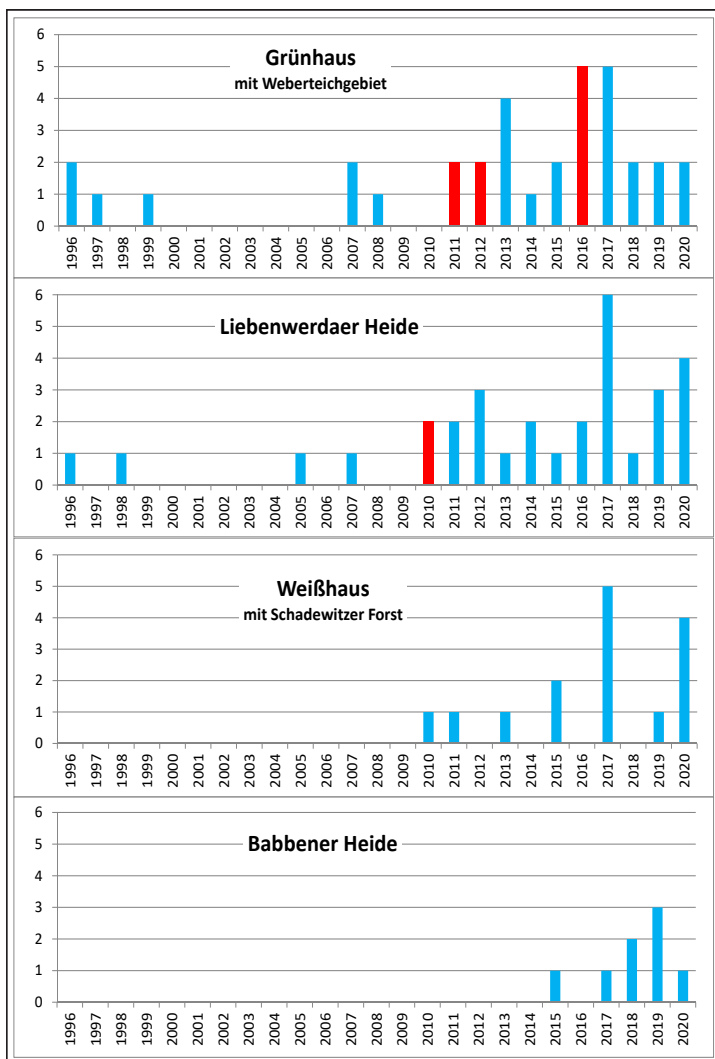 6
Grünhaus
5
mit Weberteichgebiet
4
3
2
1
0
1996 1997 1998 1999 2000 2001 2002 2003 2004 2005 2006 2007 2008 2009 2010 2011 2012 2013 2014 2015 2016 2017 2018 2019 2020
6
Liebenwerdaer Heide
5
4
3
2
1
0
1996 1997 1998 1999 2000 2001 2002 2003 2004 2005 2006 2007 2008 2009 2010 2011 2012 2013 2014 2015 2016 2017 2018 2019 2020
6
Weißhaus
5
mit Schadewitzer Forst
4
3
2
1
0
1996 1997 1998 1999 2000 2001 2002 2003 2004 2005 2006 2007 2008 2009 2010 2011 2012 2013 2014 2015 2016 2017 2018 2019 2020
6
Babbener Heide
5
4
3
2
1
0
1996 1997 1998 1999 2000 2001 2002 2003 2004 2005 2006 2007 2008 2009 2010 2011 2012 2013 2014 2015 2016 2017 2018 2019 2020